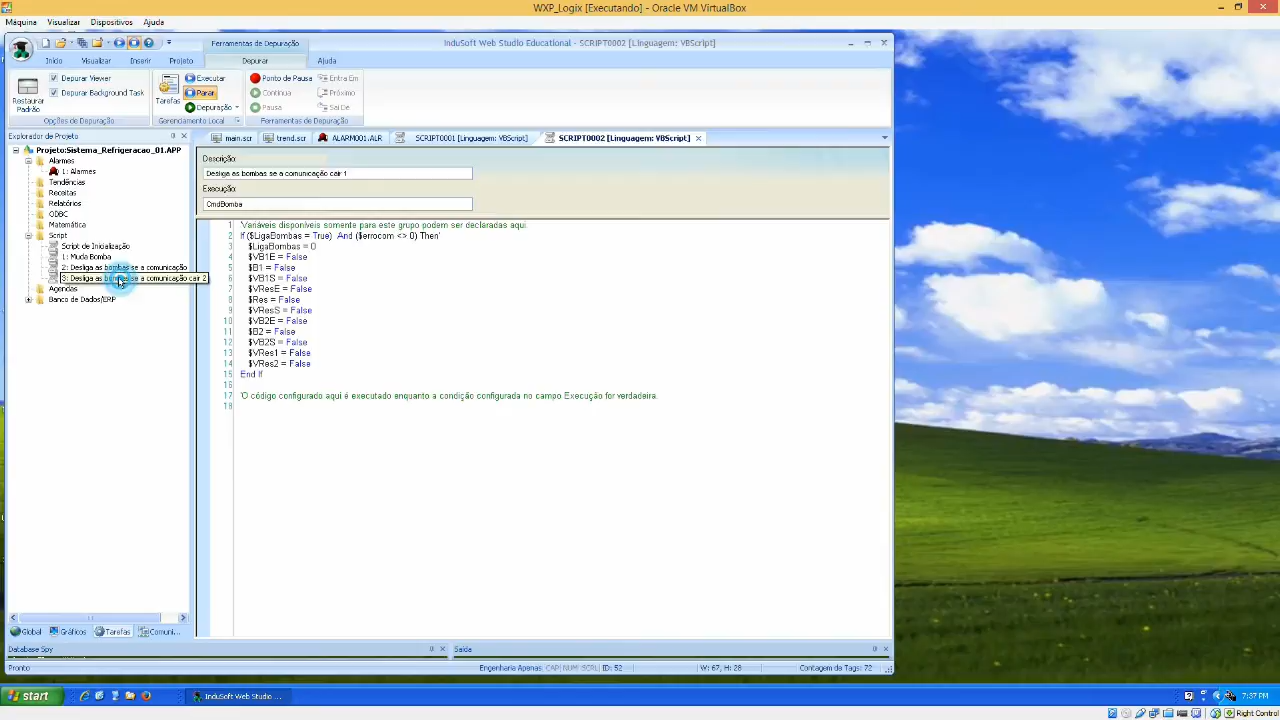 WXP_Logix [Executando] - Oracle VM VirtualBox
Máquina Visualizar Dispositivos Ajuda
Ferramentas de Depuração
InduSoft Web Studio Educational - SCRIPT0002 [Linguagem: VBScript]
Início Visualizar Inserir Projeto Depurar Ajuda
Depurar Viewer
Depurar Background Task
Restaurar Padrão
Opções de Depuração
Tarefas
Executar
Parar
Depuração
Gerenciamento Local
Ponto de Pausa
Continua
Pausa
Entra Em
Próximo
Sai De
Ferramentas de Depuração
Explorador de Projeto
Projeto:Sistema_Refrigeracao_01.APP
Alarmes
1: Alarmes
Tendências
Receitas
Relatórios
ODBC
Matemática
Script
Script de Inicialização
1: Muda Bomba
2: Desliga as bombas se a comunicação
3: Desliga as bombas se a comunicação cair 2
Agendas
Banco de Dados/ERP
Global Gráficos Tarefas Comuni...
main.scr trend.scr ALARM001.ALR SCRIPT0001 [Linguagem: VBScript] SCRIPT0002 [Linguagem: VBScript]
Descrição:
Desliga as bombas se a comunicação cair 1
Execução:
CmdBomba
1 'Variáveis disponíveis somente para este grupo podem ser declaradas aqui.
2 If ($LigaBombas = True) And ($errocom <> 0) Then'
3 $LigaBombas = 0
4 $VB1E = False
5 $B1 = False
6 $VB1S = False
7 $VResE = False
8 $Res = False
9 $VResS = False
10 $VB2E = False
11 $B2 = False
12 $VB2S = False
13 $VRes1 = False
14 $VRes2 = False
15 End If
16
17 'O código configurado aqui é executado enquanto a condição configurada no campo Execução for verdadeira.
18
Database Spy
Saída
Pronto
Engenharia Apenas CAP NUM SCRL ID: 52 W: 67, H: 28 Contagem de Tags: 72
start
InduSoft Web Studio ...
7:37 PM
Right Control